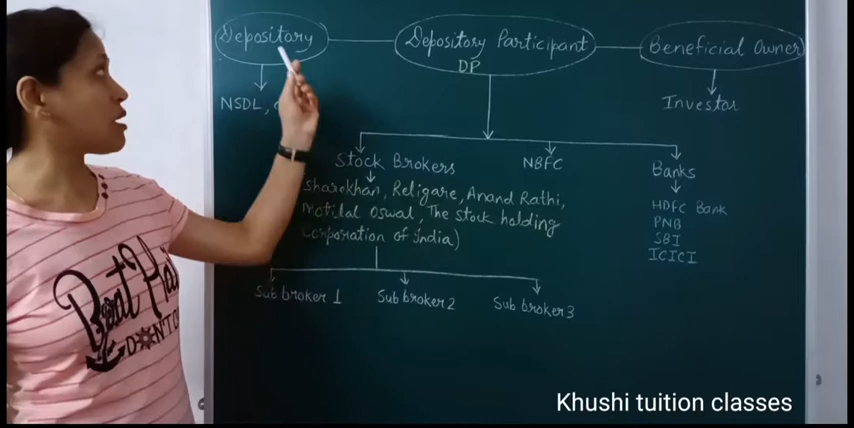 Depository
Depository Participant
DP
Beneficial Owner
NSDL,
Investor
Stock Brokers
NBFC
Banks
Sharekhan, Religare, Anand Rathi,
Motilal Oswal, The Stock holding
Corporation of India)
HDFC Bank
PNB
SBI
ICICI
Sub broker 1
Sub broker 2
Sub broker 3
Boat
DON'T
Khushi tuition classes